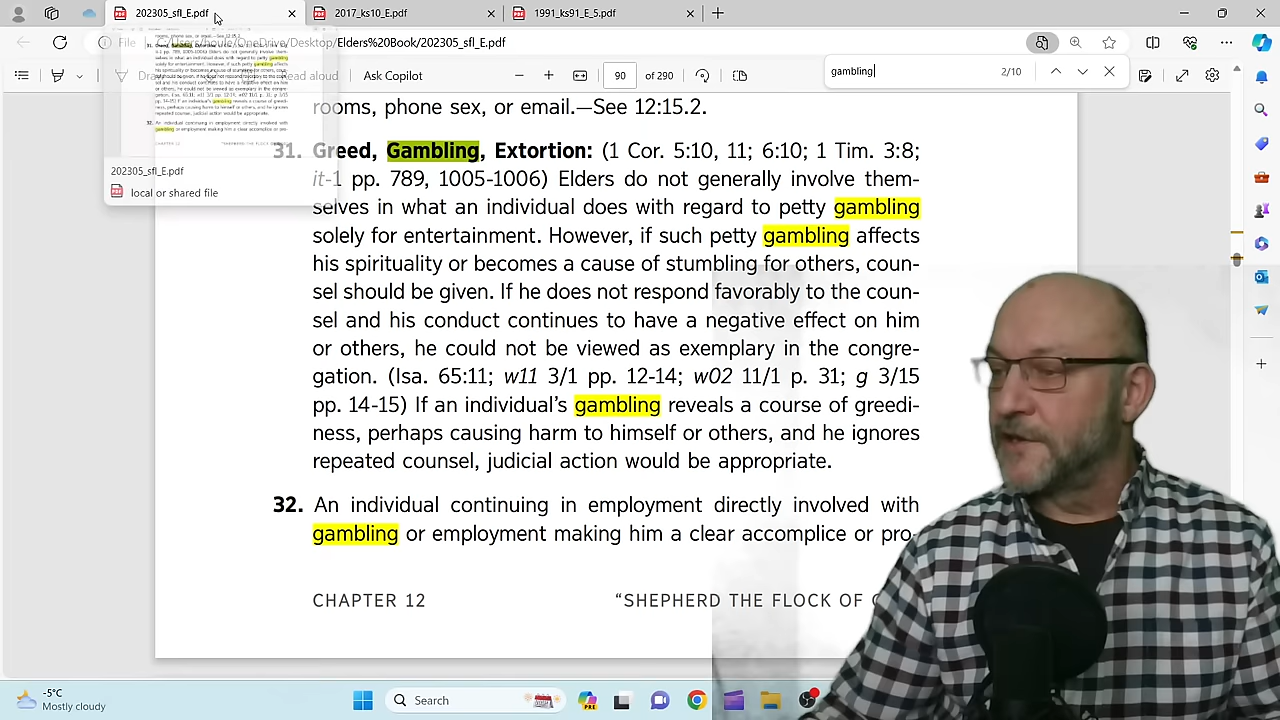 202305_sfl_E.pdf
2017_ks10_E.pdf
1991_ks91_E_5.pdf
File
C:/Users/boule/OneDrive/Desktop/Elders%20Book/202305_sfl_E.pdf
Read aloud
Ask Copilot
90 of 290
gambling
2/10
202305_sfl_E.pdf
local or shared file
rooms, phone sex, or email.—See 12:15.2
31. Greed, Gambling, Extortion: (1 Cor. 5:10, 11; 6:10; 1 Tim. 3:8;
it-1 pp. 789, 1005-1006) Elders do not generally involve them-
selves in what an individual does with regard to petty gambling
solely for entertainment. However, if such petty gambling affects
his spirituality or becomes a cause of stumbling for others, coun-
sel should be given. If he does not respond favorably to the coun-
sel and his conduct continues to have a negative effect on him
or others, he could not be viewed as exemplary in the congre-
gation. (Isa. 65:11; w11 3/1 pp. 12-14; w02 11/1 p. 31; g 3/15
pp. 14-15) If an individual's gambling reveals a course of greedi-
ness, perhaps causing harm to himself or others, and he ignores
repeated counsel, judicial action would be appropriate.
32. An individual continuing in employment directly involved with
gambling or employment making him a clear accomplice or pro-
CHAPTER 12
“SHEPHERD THE FLOCK OF
-5°C
Mostly cloudy
Search